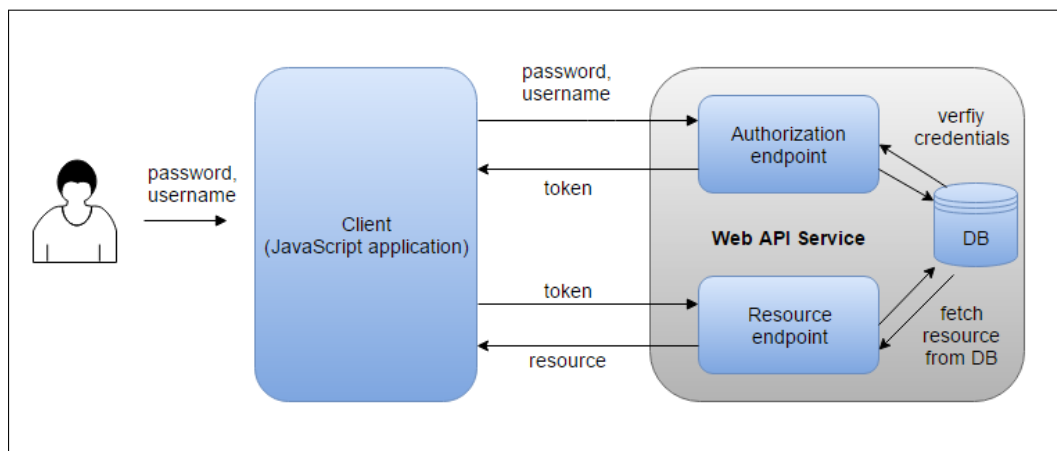 password,
username
Client
(JavaScript application)
password,
username
token
token
resource
Authorization
endpoint
verfiy
credentials
Web API Service
DB
Resource
endpoint
fetch
resource
from DB